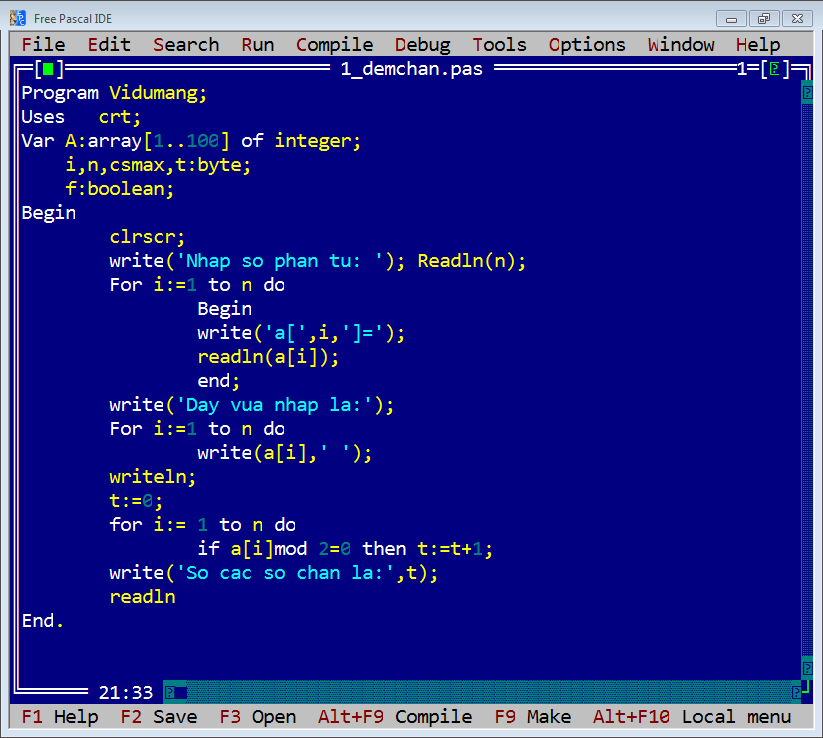 Free Pascal IDE
File Edit Search Run Compile Debug Tools Options Window Help
[■] 1_demchan.pas 1=[?]
Program Vidumang;
Uses   crt;
Var A:array[1..100] of integer;
    i,n,csmax,t:byte;
    f:boolean;
Begin
        clrscr;
        write('Nhap so phan tu: '); Readln(n);
        For i:=1 to n do
                Begin
                write('a[',i,']=');
                readln(a[i]);
                end;
        write('Day vua nhap la:');
        For i:=1 to n do
                write(a[i],' ');
        writeln;
        t:=0;
        for i:= 1 to n do
                if a[i]mod 2=0 then t:=t+1;
        write('So cac so chan la:',t);
        readln
End.
21:33
F1 Help F2 Save F3 Open Alt+F9 Compile F9 Make Alt+F10 Local menu